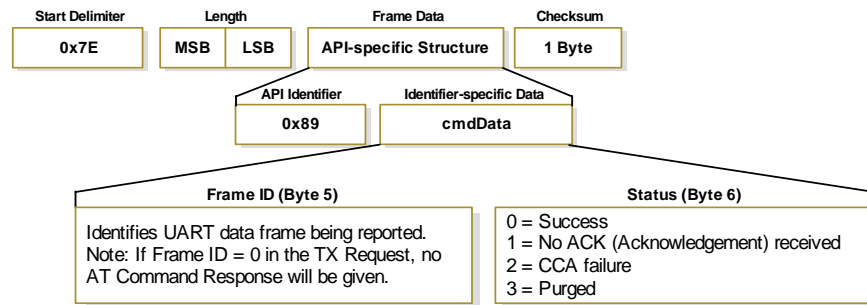 Start Delimiter
Length
Frame Data
Checksum
0x7E
MSB
LSB
API-specific Structure
1 Byte
API Identifier
Identifier-specific Data
0x89
cmdData
Frame ID (Byte 5)
Identifies UART data frame being reported.
Note: If Frame ID = 0 in the TX Request, no
AT Command Response will be given.
Status (Byte 6)
0 = Success
1 = No ACK (Acknowledgement) received
2 = CCA failure
3 = Purged